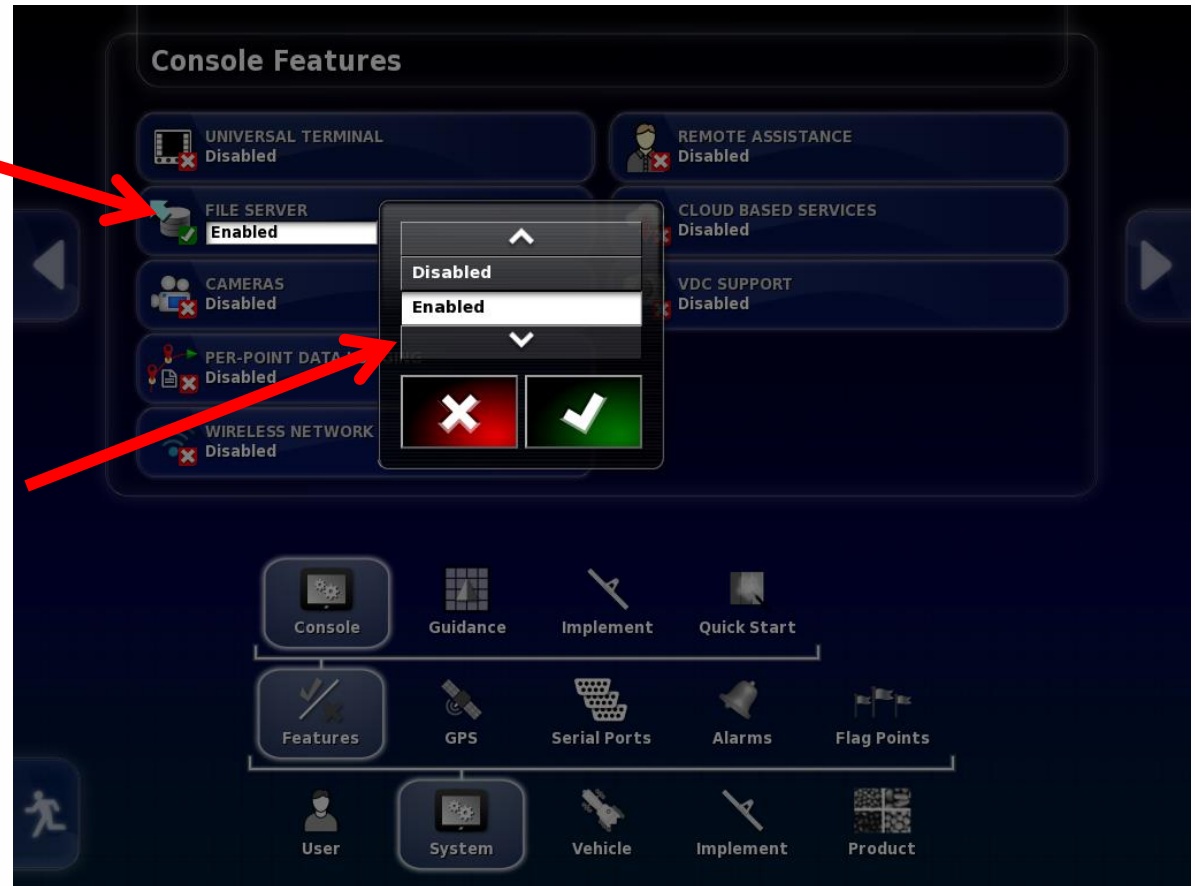 Console Features
UNIVERSAL TERMINAL
Disabled
REMOTE ASSISTANCE
Disabled
FILE SERVER
Enabled
CLOUD BASED SERVICES
Disabled
Disabled
Enabled
CAMERAS
Disabled
VDC SUPPORT
Disabled
PER-POINT DATA
Disabled
WIRELESS NETWORK
Disabled
Console
Guidance
Implement
Quick Start
Features
GPS
Serial Ports
Alarms
Flag Points
User
System
Vehicle
Implement
Product